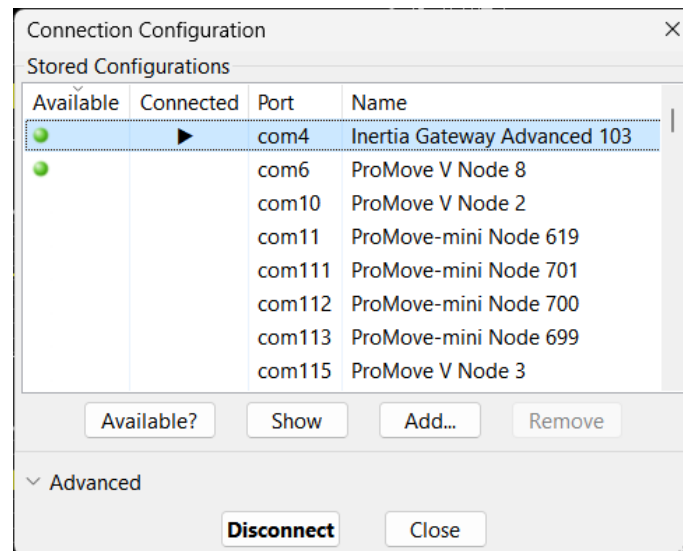 Connection Configuration
Stored Configurations
Available Connected Port Name
com4 Inertia Gateway Advanced 103
com6 ProMove V Node 8
com10 ProMove V Node 2
com11 ProMove-mini Node 619
com111 ProMove-mini Node 701
com112 ProMove-mini Node 700
com113 ProMove-mini Node 699
com115 ProMove V Node 3
Available? Show Add... Remove
Advanced
Disconnect Close